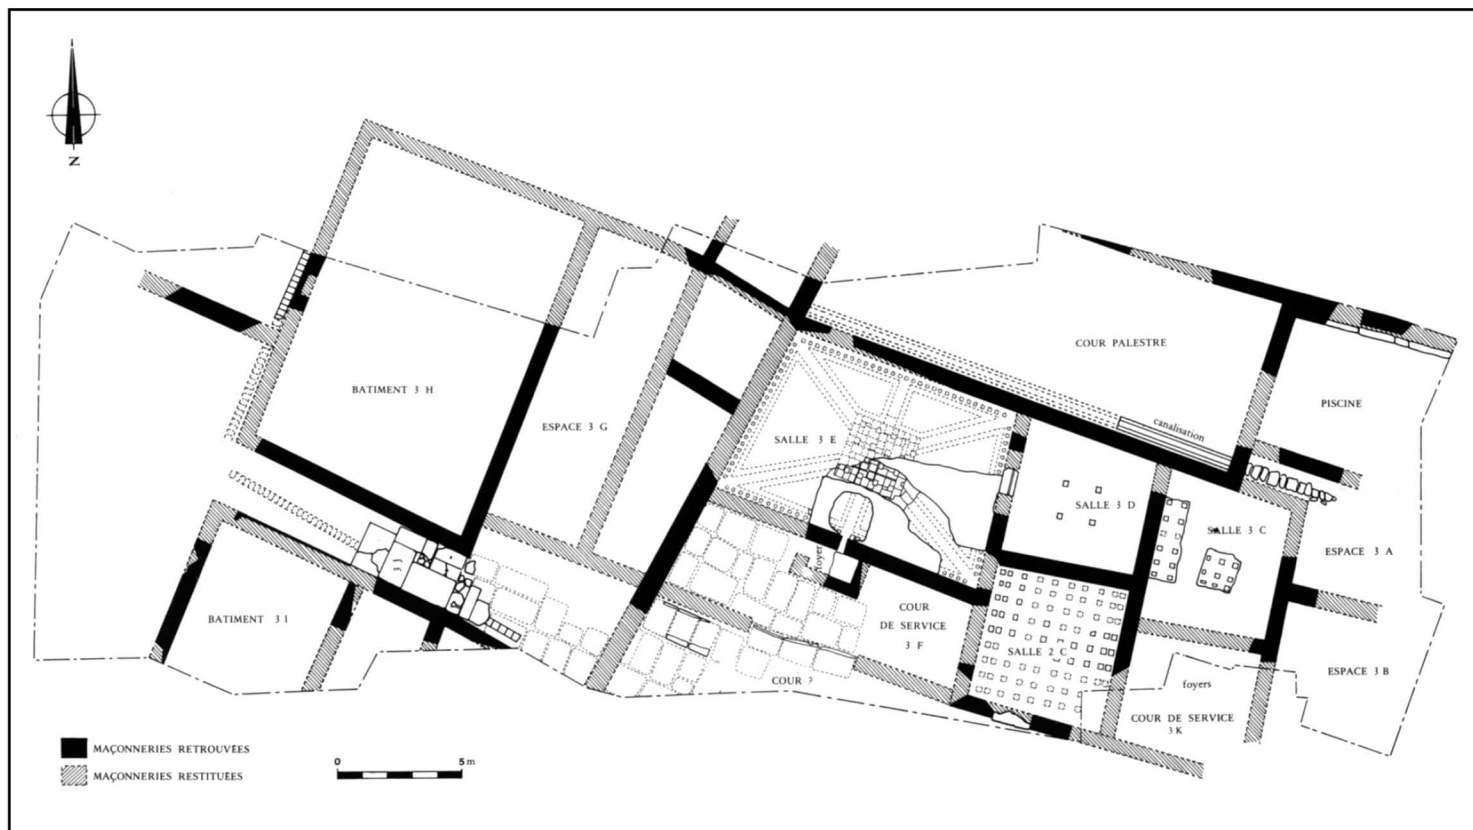 N
COUR PALESTRE
BATIMENT 3 H
PISCINE
ESPACE 3 G
canalisation
SALLE 3 E
SALLE 3 D
SALLE 3 C
ESPACE 3 A
foyers
3 J
BATIMENT 3 I
COUR
DE SERVICE
3 F
SALLE 2 C
ESPACE 3 B
COUR ?
foyers
COUR DE SERVICE
3 K
MAÇONNERIES RETROUVÉES
MAÇONNERIES RESTITUÉES
0 5 m